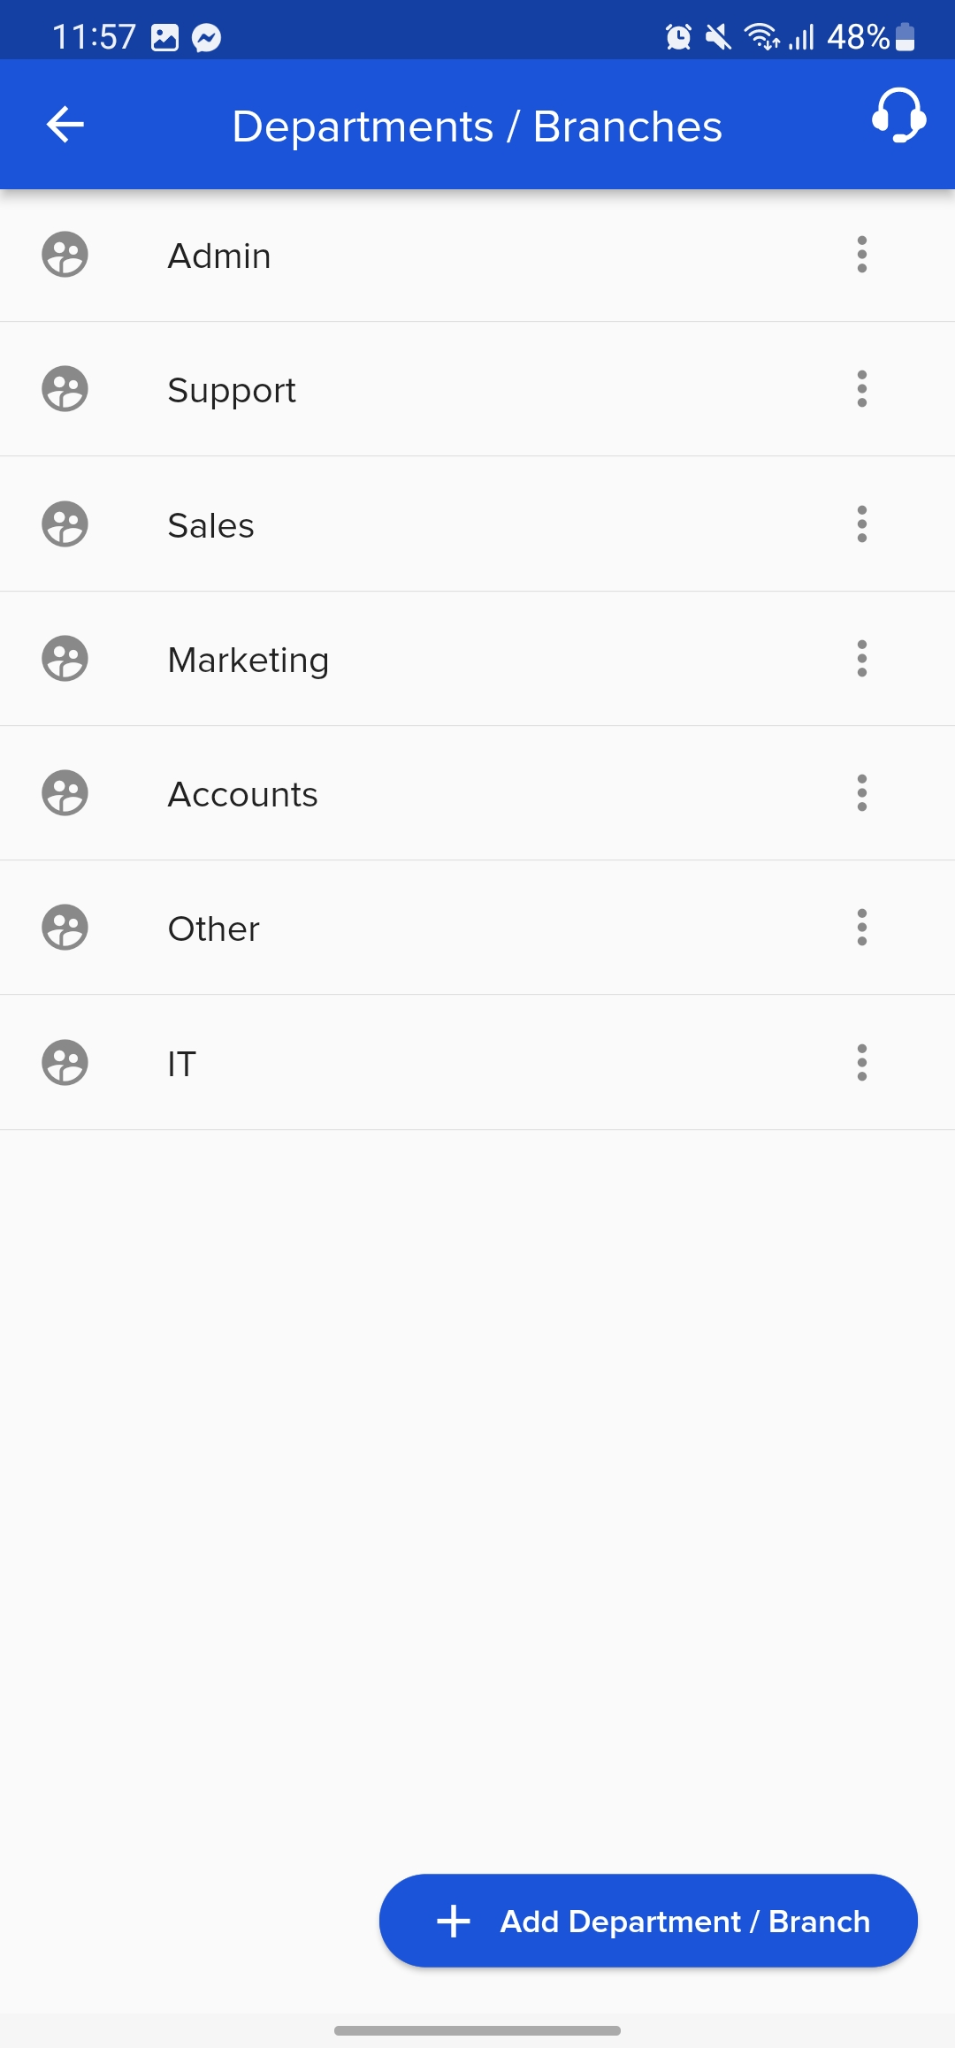 11:57
48%
Departments / Branches
Admin
Support
Sales
Marketing
Accounts
Other
IT
+ Add Department / Branch